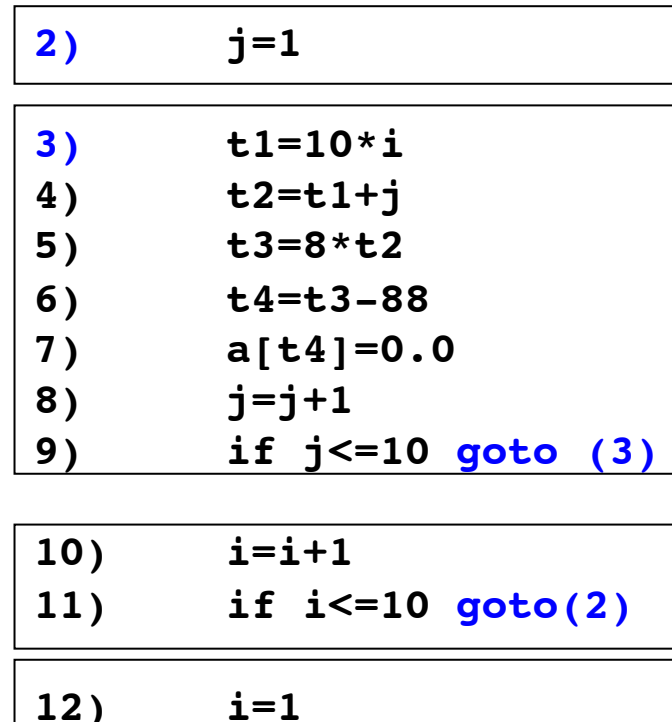 2) j=1
3) t1=10*i
4) t2=t1+j
5) t3=8*t2
6) t4=t3-88
7) a[t4]=0.0
8) j=j+1
9) if j<=10 goto (3)
10) i=i+1
11) if i<=10 goto(2)
12) i=1